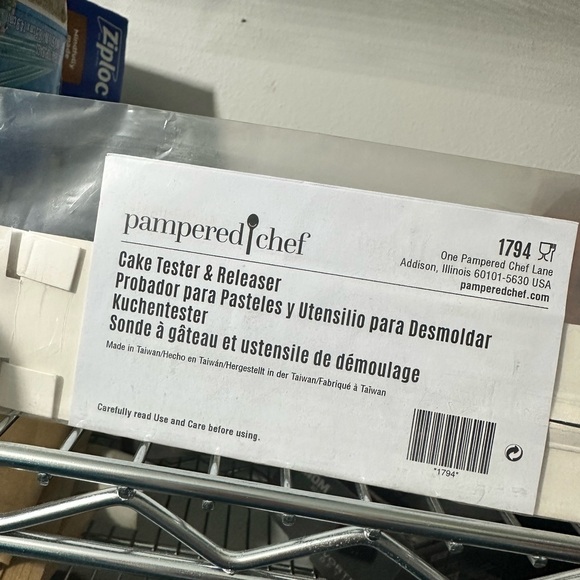 Ziploc
pampered chef
1794
One Pampered Chef Lane
Addison, Illinois 60101-5630 USA
pamperedchef.com
Cake Tester & Releaser
Probador para Pasteles y Utensilio para Desmoldar
Kuchentester
Sonde à gâteau et ustensile de démoulage
Made in Taiwan/Hecho en Taiwán/Hergestellt in der Taiwan/Fabriqué à Taïwan
Carefully read Use and Care before using.
*1794*